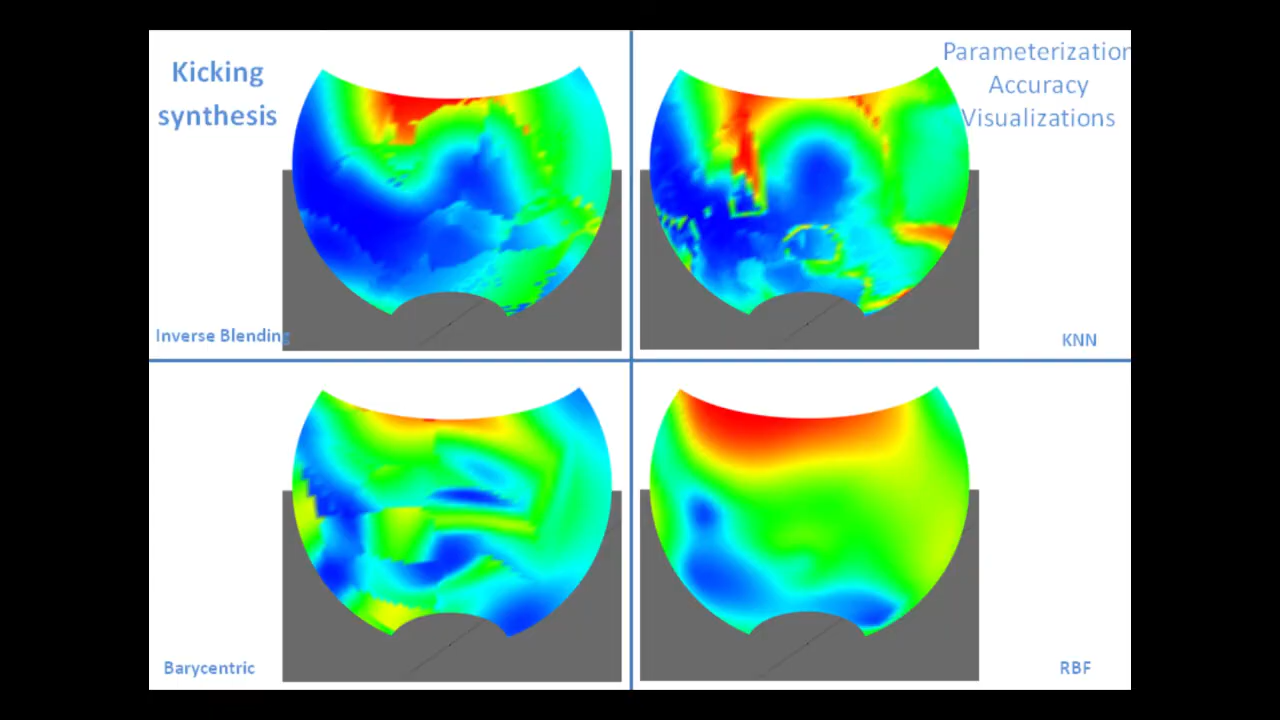 Kicking
synthesis
Parameterization
Accuracy
Visualizations
Inverse Blending
KNN
Barycentric
RBF